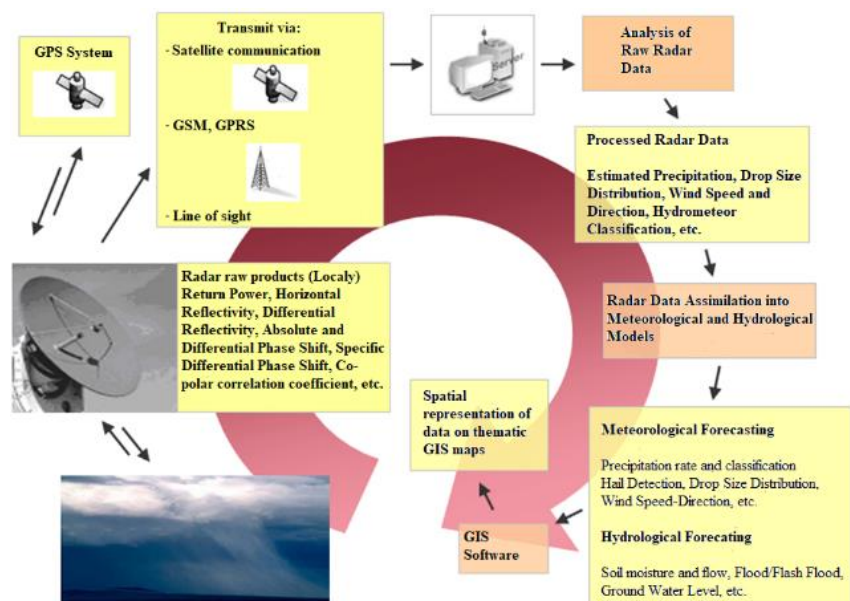 GPS System
Transmit via:
- Satellite communication
- GSM, GPRS
- Line of sight
Server
Analysis of
Raw Radar
Data
Processed Radar Data
Estimated Precipitation, Drop Size
Distribution, Wind Speed and
Direction, Hydrometeor
Classification, etc.
Radar raw products (Localy)
Return Power, Horizontal
Reflectivity, Differential
Reflectivity, Absolute and
Differential Phase Shift, Specific
Differential Phase Shift, Co-
polar correlation coefficient, etc.
Radar Data Assimilation into
Meteorological and Hydrological
Models
Meteorological Forecasting
Precipitation rate and classification
Hail Detection, Drop Size Distribution,
Wind Speed-Direction, etc.
Hydrological Forecating
Soil moisture and flow, Flood/Flash Flood,
Ground Water Level, etc.
GIS
Software
Spatial
representation of
data on thematic
GIS maps